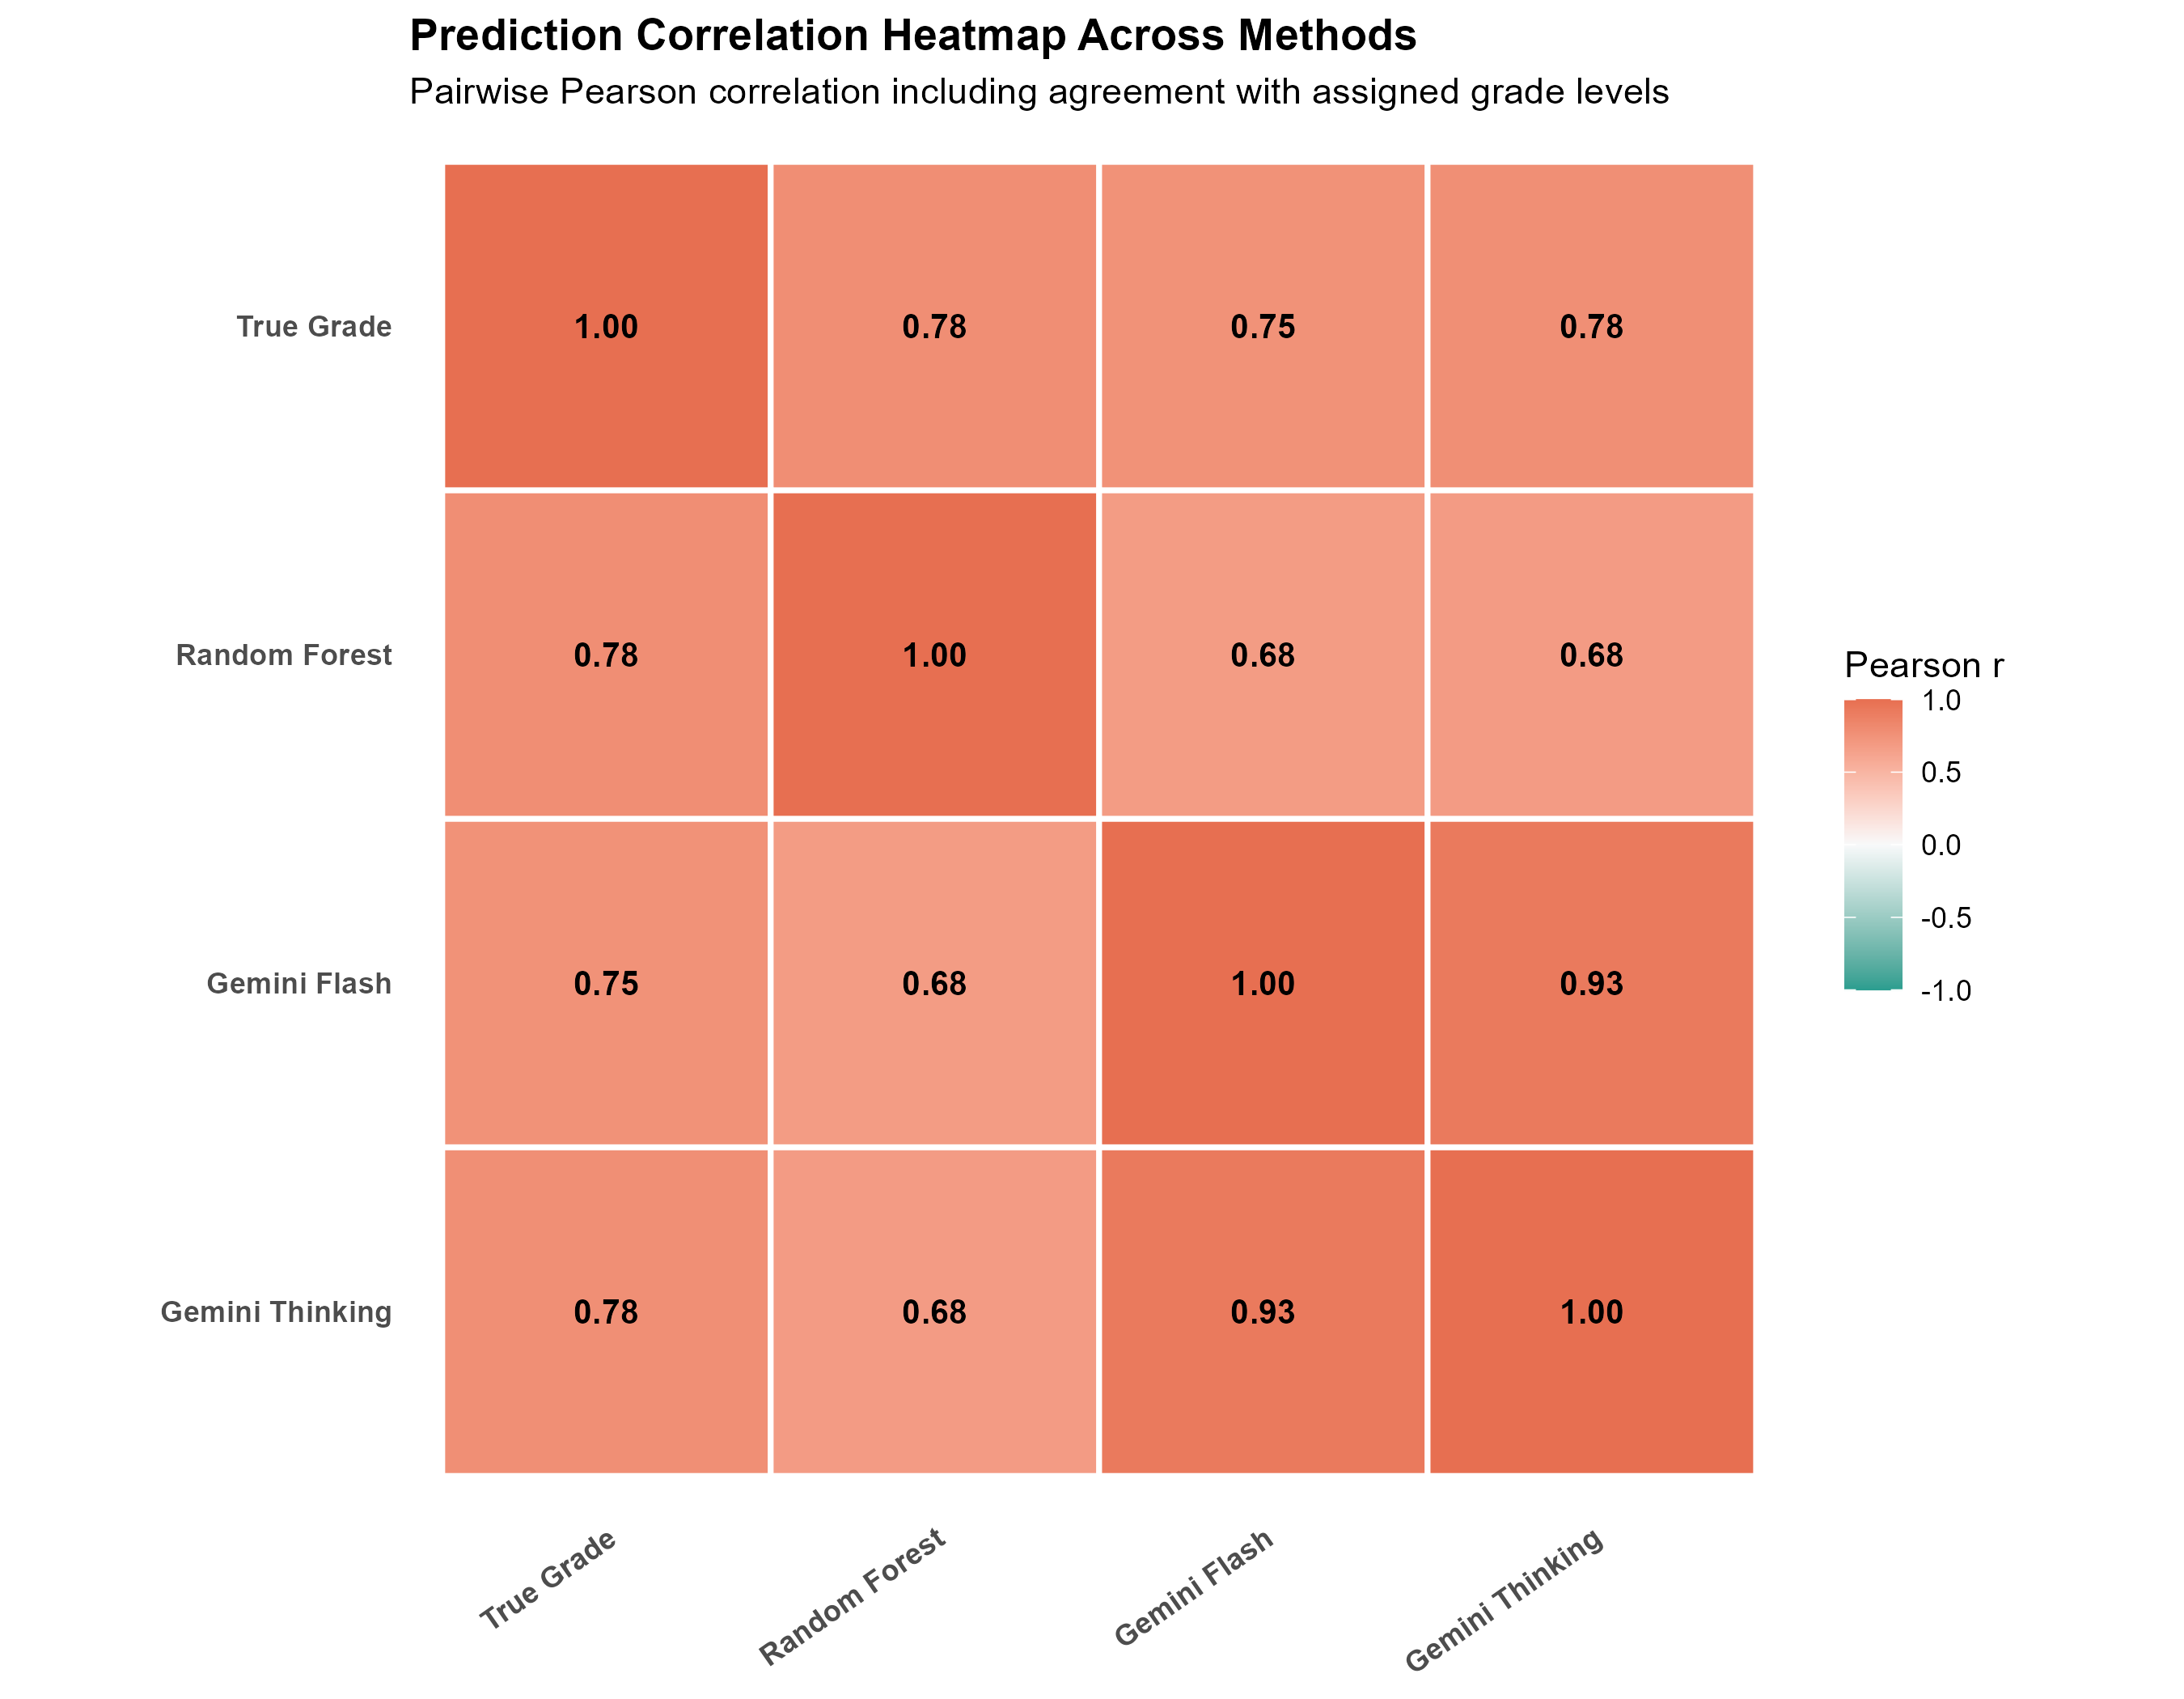 Prediction Correlation Heatmap Across Methods
Pairwise Pearson correlation including agreement with assigned grade levels
True Grade
1.00
0.78
0.75
0.78
Random Forest
0.78
1.00
0.68
0.68
Gemini Flash
0.75
0.68
1.00
0.93
Gemini Thinking
0.78
0.68
0.93
1.00
True Grade
Random Forest
Gemini Flash
Gemini Thinking
Pearson r
1.0
0.5
0.0
-0.5
-1.0